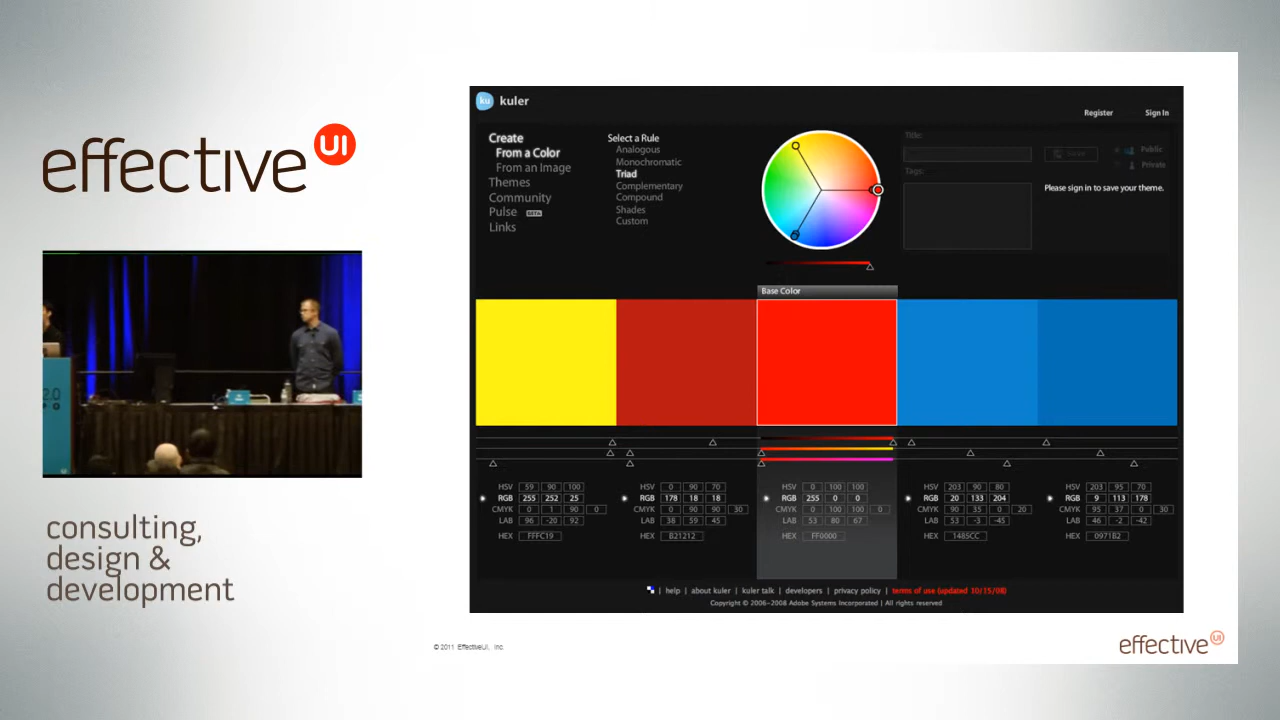 effective UI
2.0
consulting,
design &
development
ku kuler
Register Sign In
Create
From a Color
From an Image
Themes
Community
Pulse BETA
Links
Select a Rule
Analogous
Monochromatic
Triad
Complementary
Compound
Shades
Custom
Title:
Tags:
Public
Private
Please sign in to save your theme.
Base Color
HSV 59 90 100
RGB 255 252 25
CMYK 0 1 90 0
LAB 96 -20 92
HEX FFFC19
HSV 0 90 70
RGB 178 18 18
CMYK 0 90 90 30
LAB 38 59 45
HEX B21212
HSV 0 100 100
RGB 255 0 0
CMYK 0 100 100 0
LAB 53 80 67
HEX FF0000
HSV 203 90 80
RGB 20 133 204
CMYK 90 35 0 20
LAB 53 -3 -45
HEX 1485CC
HSV 203 95 70
RGB 9 113 178
CMYK 95 37 0 30
LAB 46 -2 -42
HEX 0971B2
| help | about kuler | kuler talk | developers | privacy policy | terms of use (updated 10/15/08)
Copyright © 2006-2008 Adobe Systems Incorporated | All rights reserved
© 2011 EffectiveUI, Inc.
effective UI